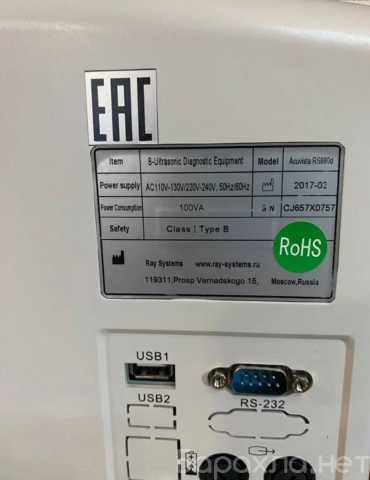 EAC
Item B-Ultrasonic Diagnostic Equipment Model Acuvista RS880d
Power supply AC110V-130V/220V-240V, 50Hz/60Hz 2017-02
Power Consumption 100VA SN CJ657X0757
Safety Class I Type B
RoHS
Ray Systems www.ray-systems.ru
119311,Prosp Vernadskogo 15, Moscow,Russia
USB1
USB2
RS-232
барахла.нет